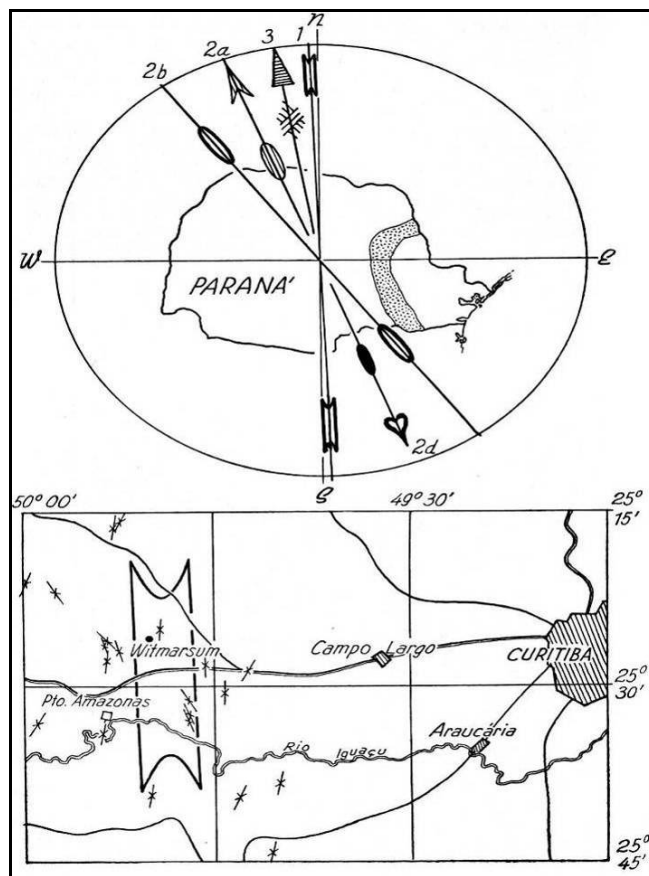 n
1
3
2a
2b
W
E
PARANÁ
2d
S
50° 00'
49° 30'
25°
15'
Witmarsum
Campo Largo
CURITIBA
25°
30'
Pto. Amazonas
Araucária
Rio Iguaçu
25°
45'